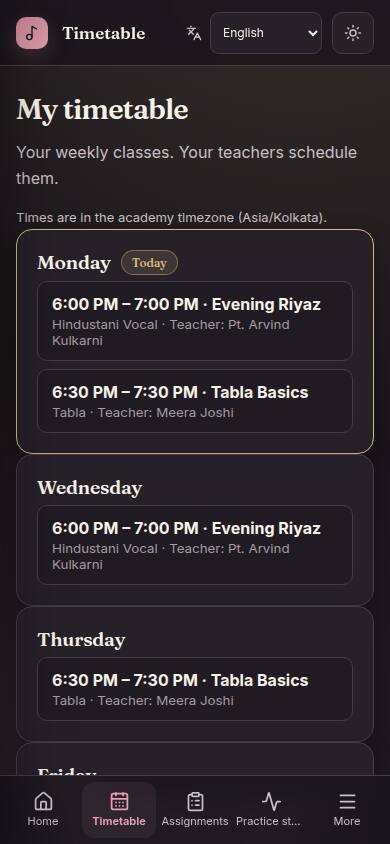 Timetable
English
My timetable
Your weekly classes. Your teachers schedule
them.
Times are in the academy timezone (Asia/Kolkata).
Monday Today
6:00 PM – 7:00 PM · Evening Riyaz
Hindustani Vocal · Teacher: Pt. Arvind
Kulkarni
6:30 PM – 7:30 PM · Tabla Basics
Tabla · Teacher: Meera Joshi
Wednesday
6:00 PM – 7:00 PM · Evening Riyaz
Hindustani Vocal · Teacher: Pt. Arvind
Kulkarni
Thursday
6:30 PM – 7:30 PM · Tabla Basics
Tabla · Teacher: Meera Joshi
Friday
Home Timetable Assignments Practice st... More